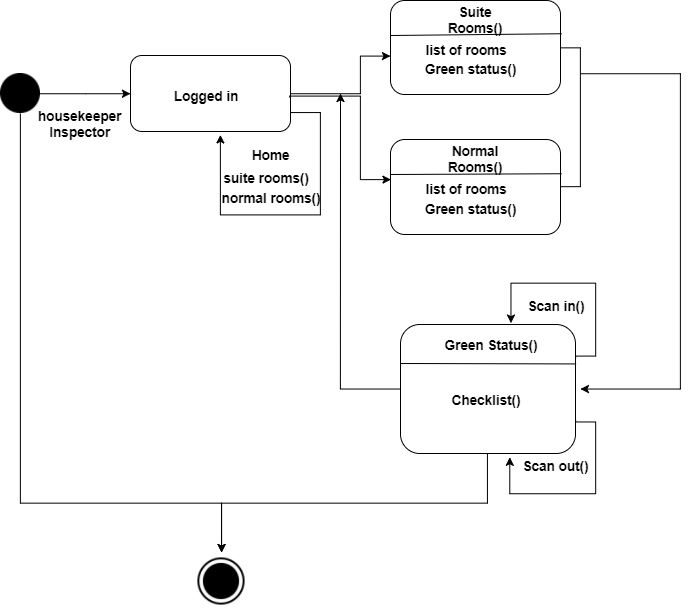 Suite
Rooms()
list of rooms
Green status()
Logged in
housekeeper
Inspector
Home
suite rooms()
normal rooms()
Normal
Rooms()
list of rooms
Green status()
Scan in()
Green Status()
Checklist()
Scan out()